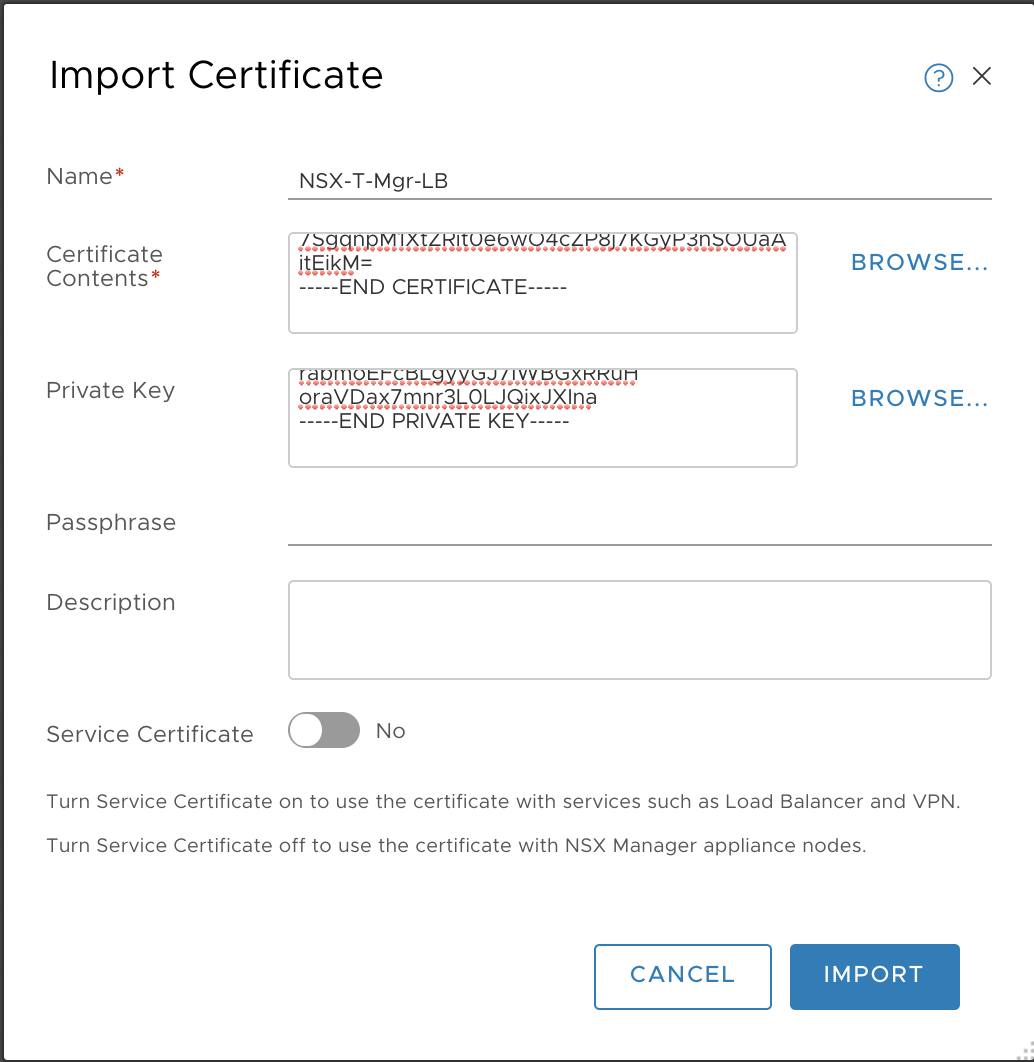 Import Certificate
?
Name*
NSX-T-Mgr-LB
Certificate
Contents*
itEikM=
-----END CERTIFICATE-----
BROWSE...
Private Key
oraVDax7mnr3L0LJQixJXIna
-----END PRIVATE KEY-----
BROWSE...
Passphrase
Description
Service Certificate
No
Turn Service Certificate on to use the certificate with services such as Load Balancer and VPN.
Turn Service Certificate off to use the certificate with NSX Manager appliance nodes.
CANCEL
IMPORT